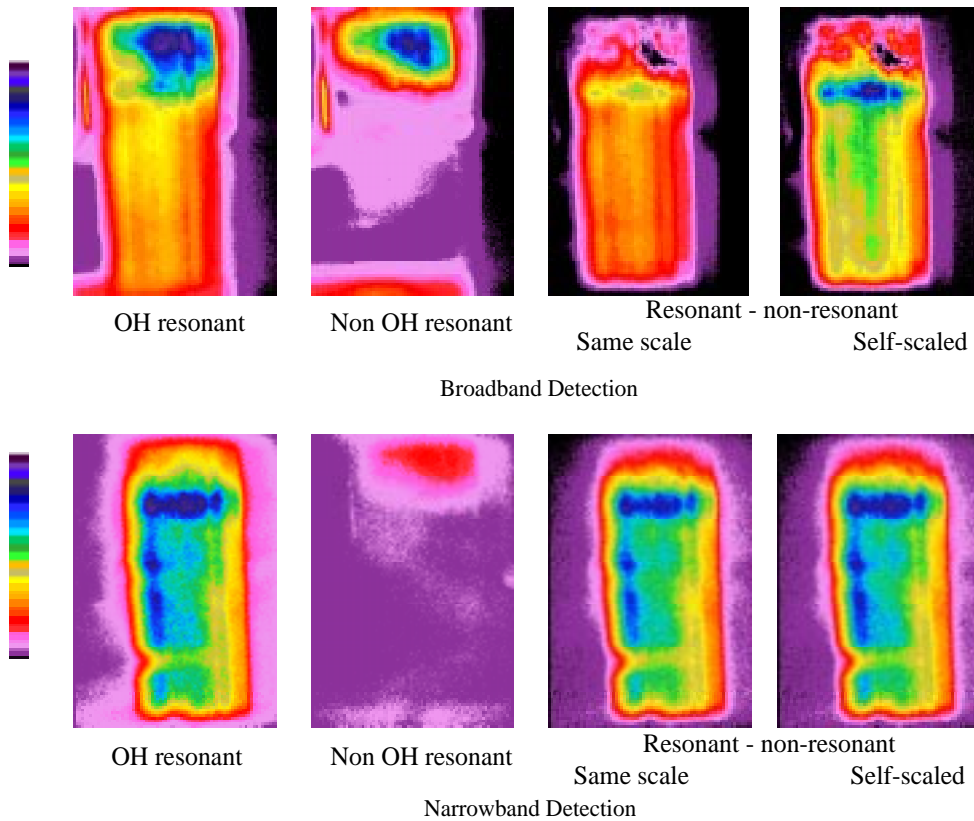 OH resonant
Non OH resonant
Resonant - non-resonant
Same scale
Self-scaled
Broadband Detection
OH resonant
Non OH resonant
Resonant - non-resonant
Same scale
Self-scaled
Narrowband Detection